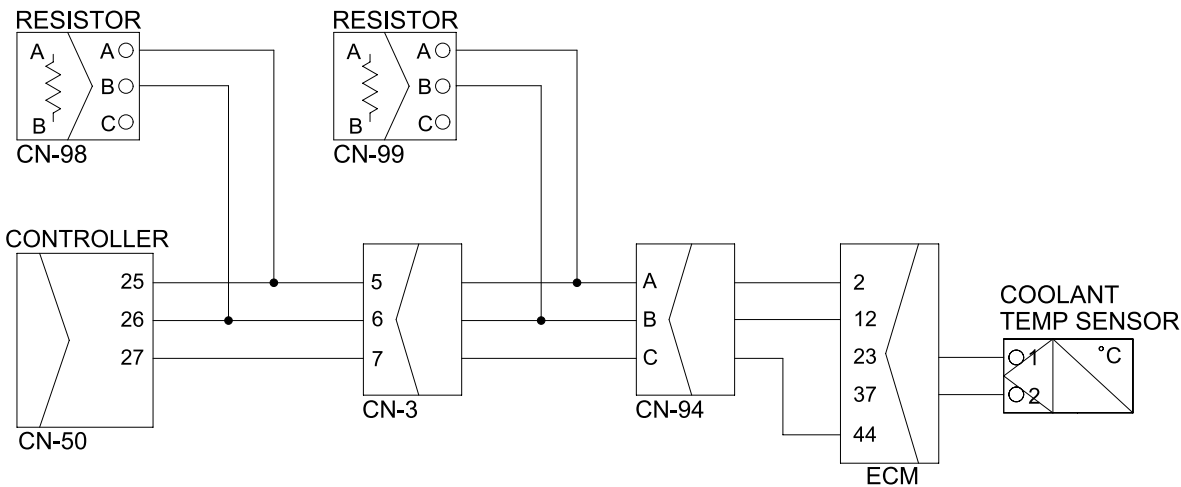 RESISTOR
A
B
A
B
C
CN-98
RESISTOR
A
B
A
B
C
CN-99
CONTROLLER
25
26
27
CN-50
5
6
7
CN-3
A
B
C
CN-94
2
12
23
37
44
ECM
COOLANT
TEMP SENSOR
1
2
°C